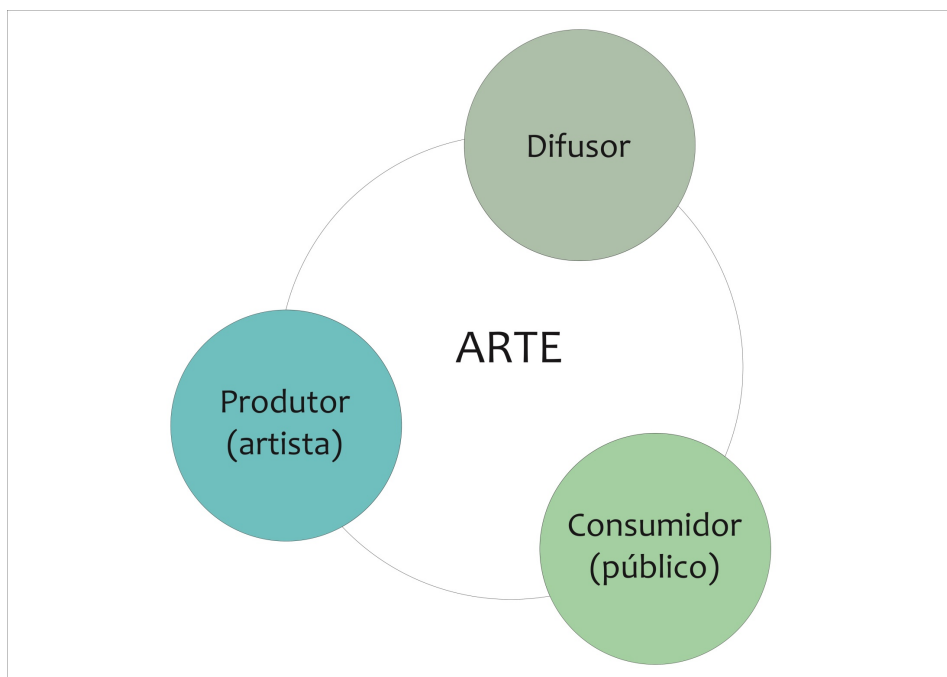 Difusor
ARTE
Produtor
(artista)
Consumidor
(público)